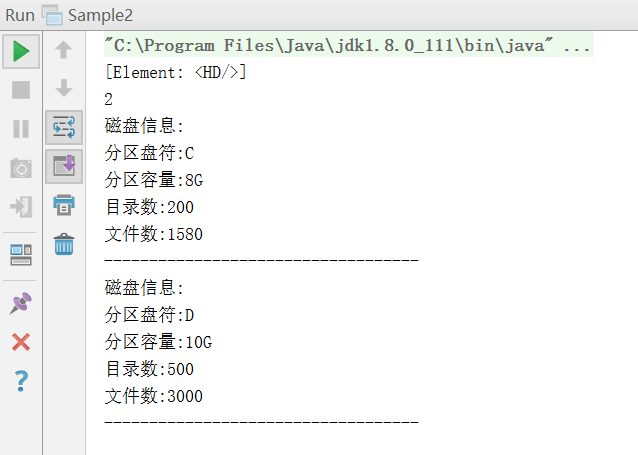 Run Sample2
"C:\Program Files\Java\jdk1.8.0_111\bin\java" ...
[Element: <HD/>]
2
磁盘信息:
分区盘符:C
分区容量:8G
目录数:200
文件数:1580
-----------------------------------
磁盘信息:
分区盘符:D
分区容量:10G
目录数:500
文件数:3000
-----------------------------------